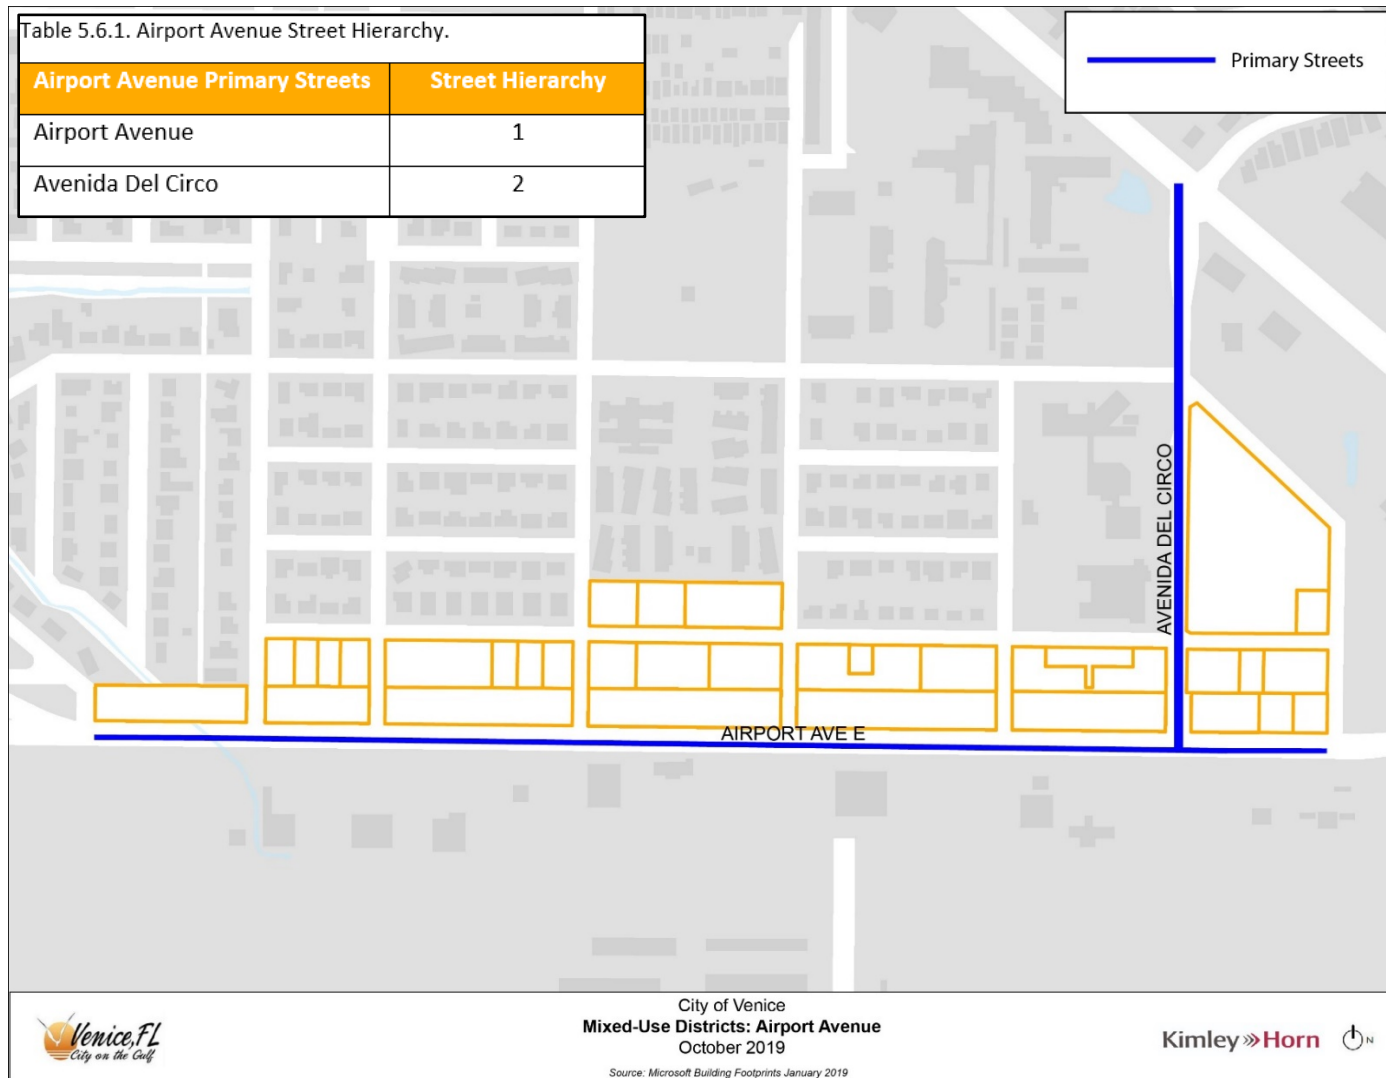 Table 5.6.1. Airport Avenue Street Hierarchy.
Airport Avenue Primary Streets Street Hierarchy
Airport Avenue 1
Avenida Del Circo 2
Primary Streets
AVENIDA DEL CIRCO
AIRPORT AVE E
Venice, FL
City on the Gulf
City of Venice
Mixed-Use Districts: Airport Avenue
October 2019
Source: Microsoft Building Footprints January 2019
Kimley»Horn
N